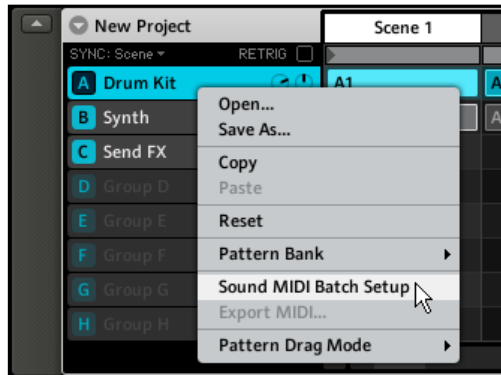 New Project
Scene 1
SYNC: Scene
RETRIG
A Drum Kit
A1
A
B Synth
A
C Send FX
D Group D
E Group E
F Group F
G Group G
H Group H
Open...
Save As...
Copy
Paste
Reset
Pattern Bank
Sound MIDI Batch Setup
Export MIDI...
Pattern Drag Mode